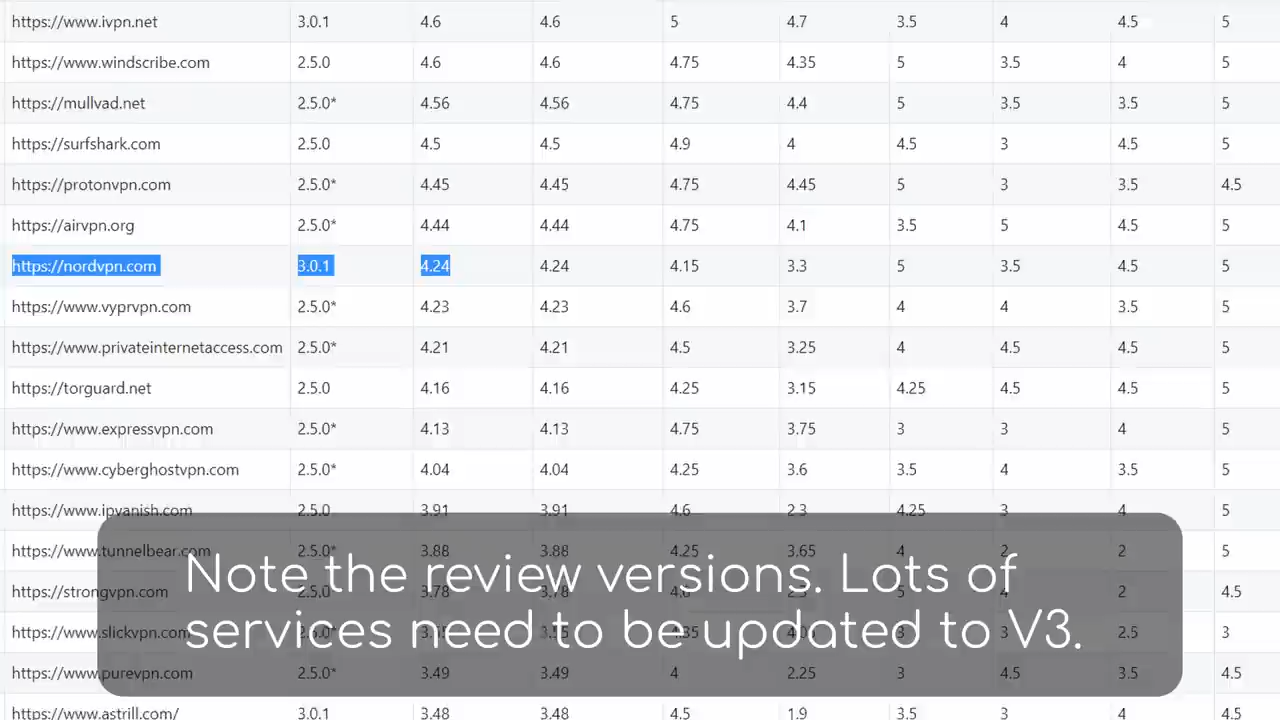 https://www.ivpn.net 3.0.1 4.6 4.6 5 4.7 3.5 4 4.5 5
https://www.windscribe.com 2.5.0 4.6 4.6 4.75 4.35 5 3.5 4 5
https://mullvad.net 2.5.0* 4.56 4.56 4.75 4.4 5 3.5 3.5 5
https://surfshark.com 2.5.0 4.5 4.5 4.9 4 4.5 3 4.5 5
https://protonvpn.com 2.5.0* 4.45 4.45 4.75 4.45 5 3 3.5 4.5
https://airvpn.org 2.5.0* 4.44 4.44 4.75 4.1 3.5 5 4.5 5
https://nordvpn.com 3.0.1 4.24 4.24 4.15 3.3 5 3.5 4.5 5
https://www.vyprvpn.com 2.5.0* 4.23 4.23 4.6 3.7 4 4 3.5 5
https://www.privateinternetaccess.com 2.5.0* 4.21 4.21 4.5 3.25 4 4.5 4.5 5
https://torguard.net 2.5.0 4.16 4.16 4.25 3.15 4.25 4.5 4.5 5
https://www.expressvpn.com 2.5.0* 4.13 4.13 4.75 3.75 3 3 4 5
https://www.cyberghostvpn.com 2.5.0* 4.04 4.04 4.25 3.6 3.5 4 3.5 5
https://www.ipvanish.com 2.5.0 3.91 3.91 4.6 2.3 4.25 3 4 5
https://www.tunnelbear.com 2.5.0* 3.88 3.88 4.25 3.65 4 2 2 5
Note the review versions. Lots of
https://strongvpn.com 3.78 2 4.5
services need to be updated to V3.
https://www.slickvpn.com 3 2.5 3
https://www.purevpn.com 2.5.0* 3.49 3.49 4 2.25 3 4.5 3.5 4.5
https://www.astrill.com/ 3.0.1 3.48 3.48 4.5 1.9 3.5 3 4 4.5